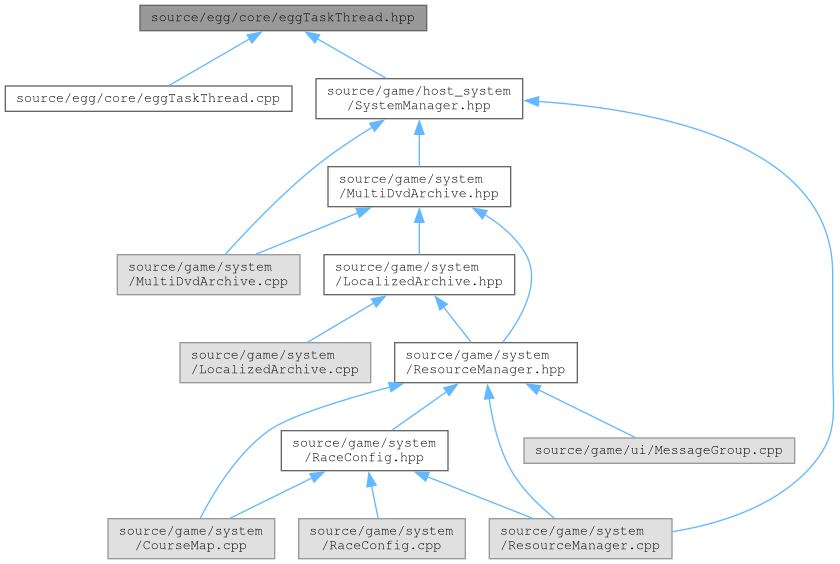 source/egg/core/eggTaskThread.hpp
source/egg/core/eggTaskThread.cpp
source/game/host_system
/SystemManager.hpp
source/game/system
/MultiDvdArchive.hpp
source/game/system
/MultiDvdArchive.cpp
source/game/system
/LocalizedArchive.hpp
source/game/system
/LocalizedArchive.cpp
source/game/system
/ResourceManager.hpp
source/game/system
/RaceConfig.hpp
source/game/ui/MessageGroup.cpp
source/game/system
/CourseMap.cpp
source/game/system
/RaceConfig.cpp
source/game/system
/ResourceManager.cpp